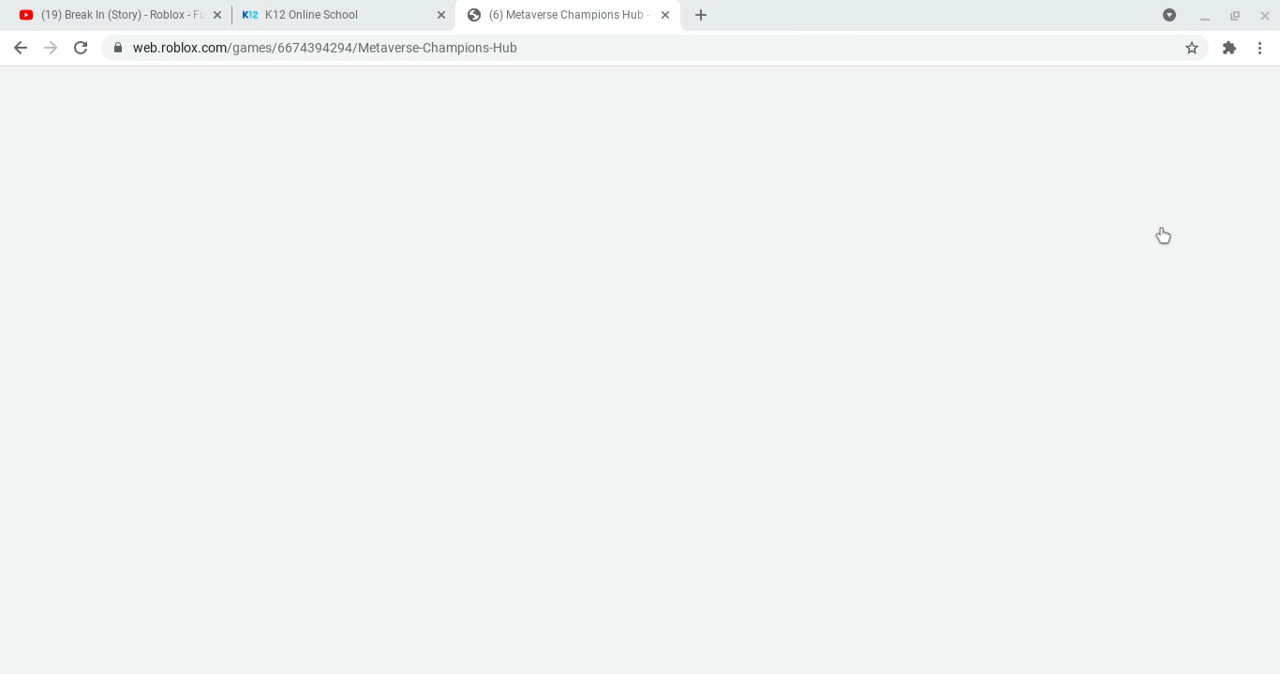 (19) Break In (Story) - Roblox - Fu
K12 K12 Online School
(6) Metaverse Champions Hub -
web.roblox.com/games/6674394294/Metaverse-Champions-Hub